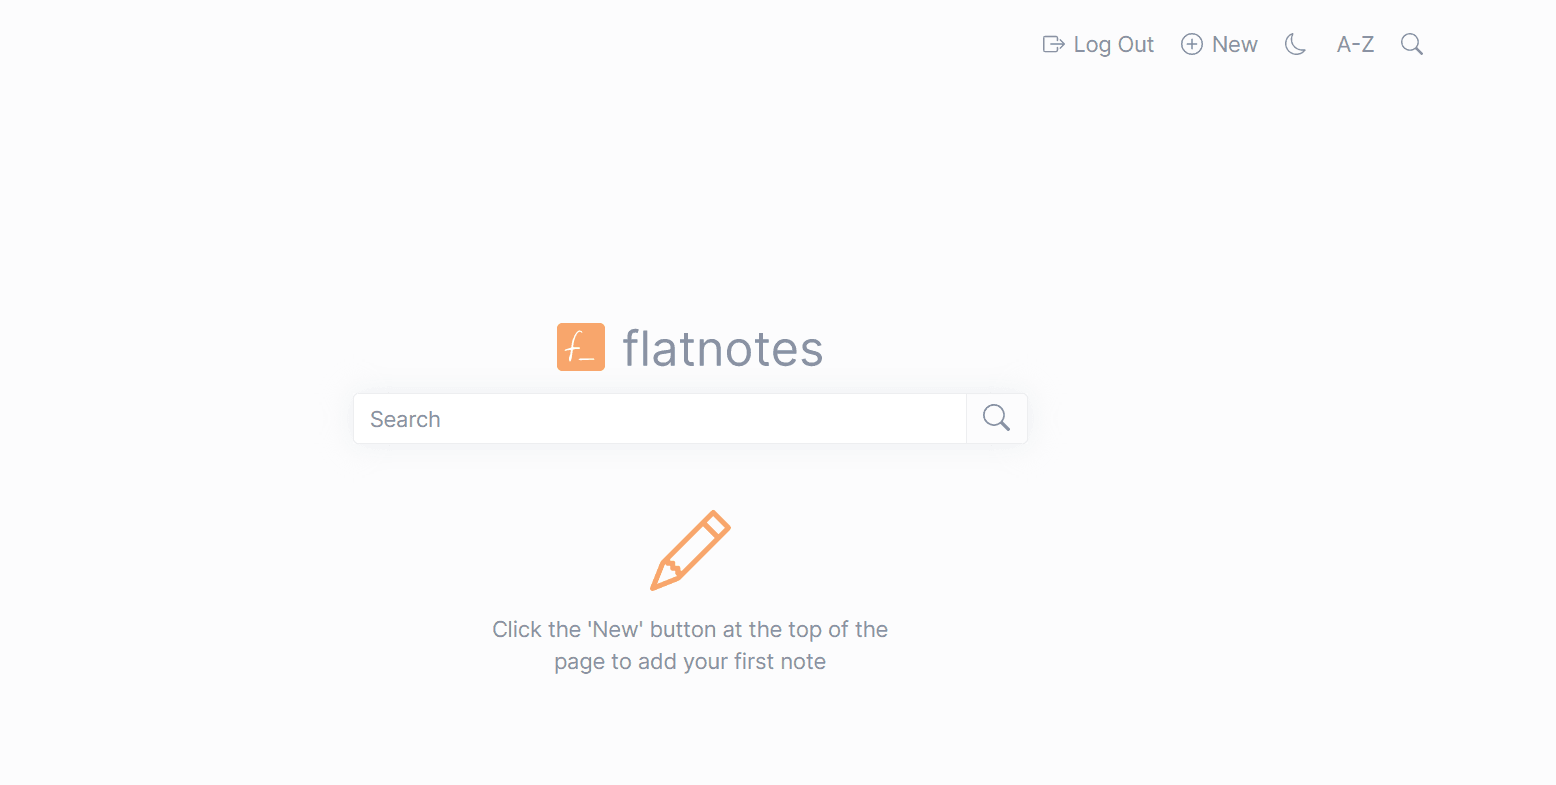 Log Out New A-Z
flatnotes
Search
Click the 'New' button at the top of the
page to add your first note